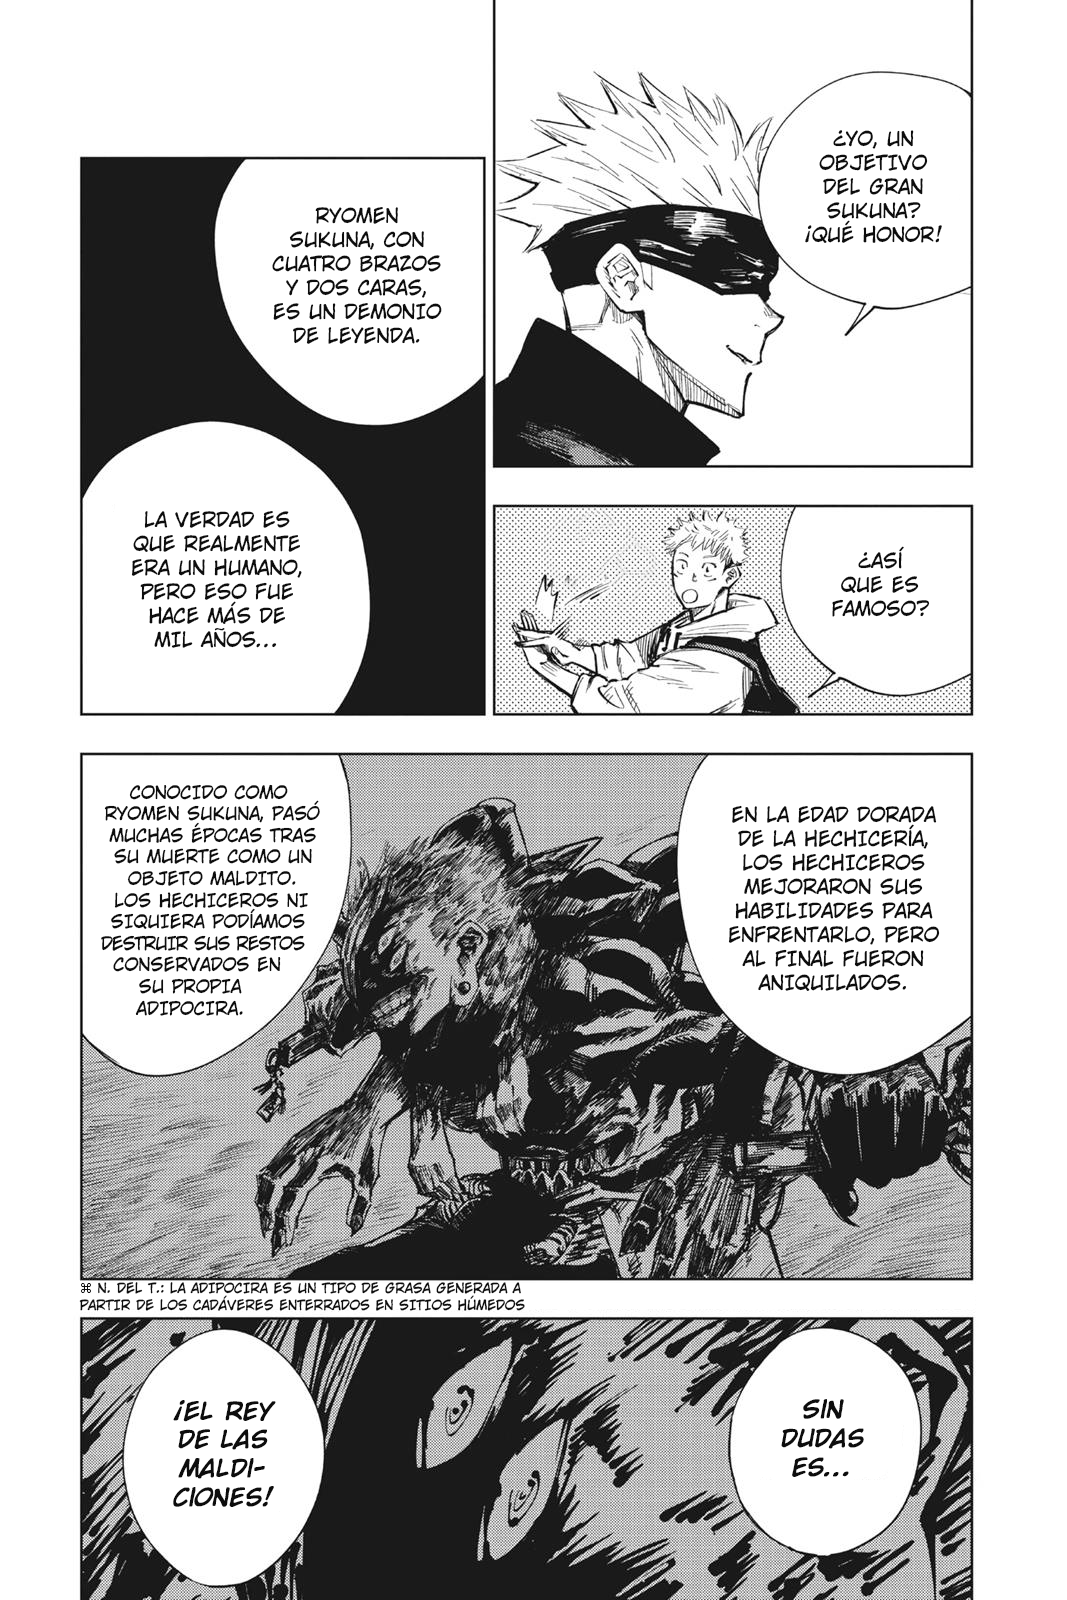 ¿YO, UN
OBJETIVO
DEL GRAN
SUKUNA?
¡QUÉ HONOR!
¿ASÍ
QUE ES
FAMOSO?
RYOMEN
SUKUNA, CON
CUATRO BRAZOS
Y DOS CARAS,
ES UN DEMONIO
DE LEYENDA.
LA VERDAD ES
QUE REALMENTE
ERA UN HUMANO,
PERO ESO FUE
HACE MÁS DE
MIL AÑOS...
EN LA EDAD DORADA
DE LA HECHICERÍA,
LOS HECHICEROS
MEJORARON SUS
HABILIDADES PARA
ENFRENTARLO, PERO
AL FINAL FUERON
ANIQUILADOS.
CONOCIDO COMO
RYOMEN SUKUNA, PASÓ
MUCHAS ÉPOCAS TRAS
SU MUERTE COMO UN
OBJETO MALDITO.
LOS HECHICEROS NI
SIQUIERA PODÍAMOS
DESTRUIR SUS RESTOS
CONSERVADOS EN
SU PROPIA
ADIPOCIRA.
⌘ N. DEL T.: LA ADIPOCIRA ES UN TIPO DE GRASA GENERADA A
PARTIR DE LOS CADÁVERES ENTERRADOS EN SITIOS HÚMEDOS
SIN
DUDAS
ES...
¡EL REY
DE LAS
MALDI-
CIONES!